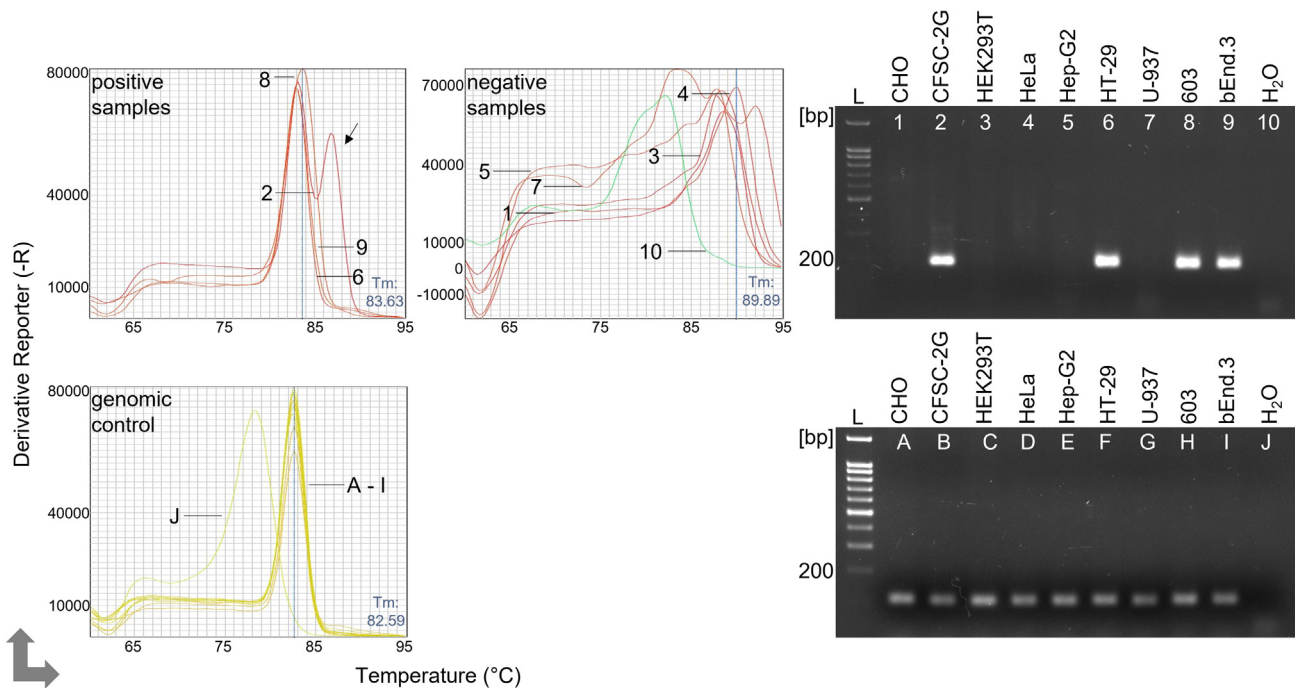 Derivative Reporter (-R)
positive
samples
80000
40000
10000
8
2
9
6
Tm:
83.63
65
75
85
95
negative
samples
70000
40000
10000
0
-10000
4
3
5
7
1
10
Tm:
89.89
65
75
85
95
genomic
control
80000
40000
10000
J
A - I
Tm:
82.59
65
75
85
95
Temperature (°C)
[bp] L CHO CFSC-2G HEK293T HeLa Hep-G2 HT-29 U-937 603 bEnd.3 H₂O
1 2 3 4 5 6 7 8 9 10
200
[bp] L CHO CFSC-2G HEK293T HeLa Hep-G2 HT-29 U-937 603 bEnd.3 H₂O
A B C D E F G H I J
200